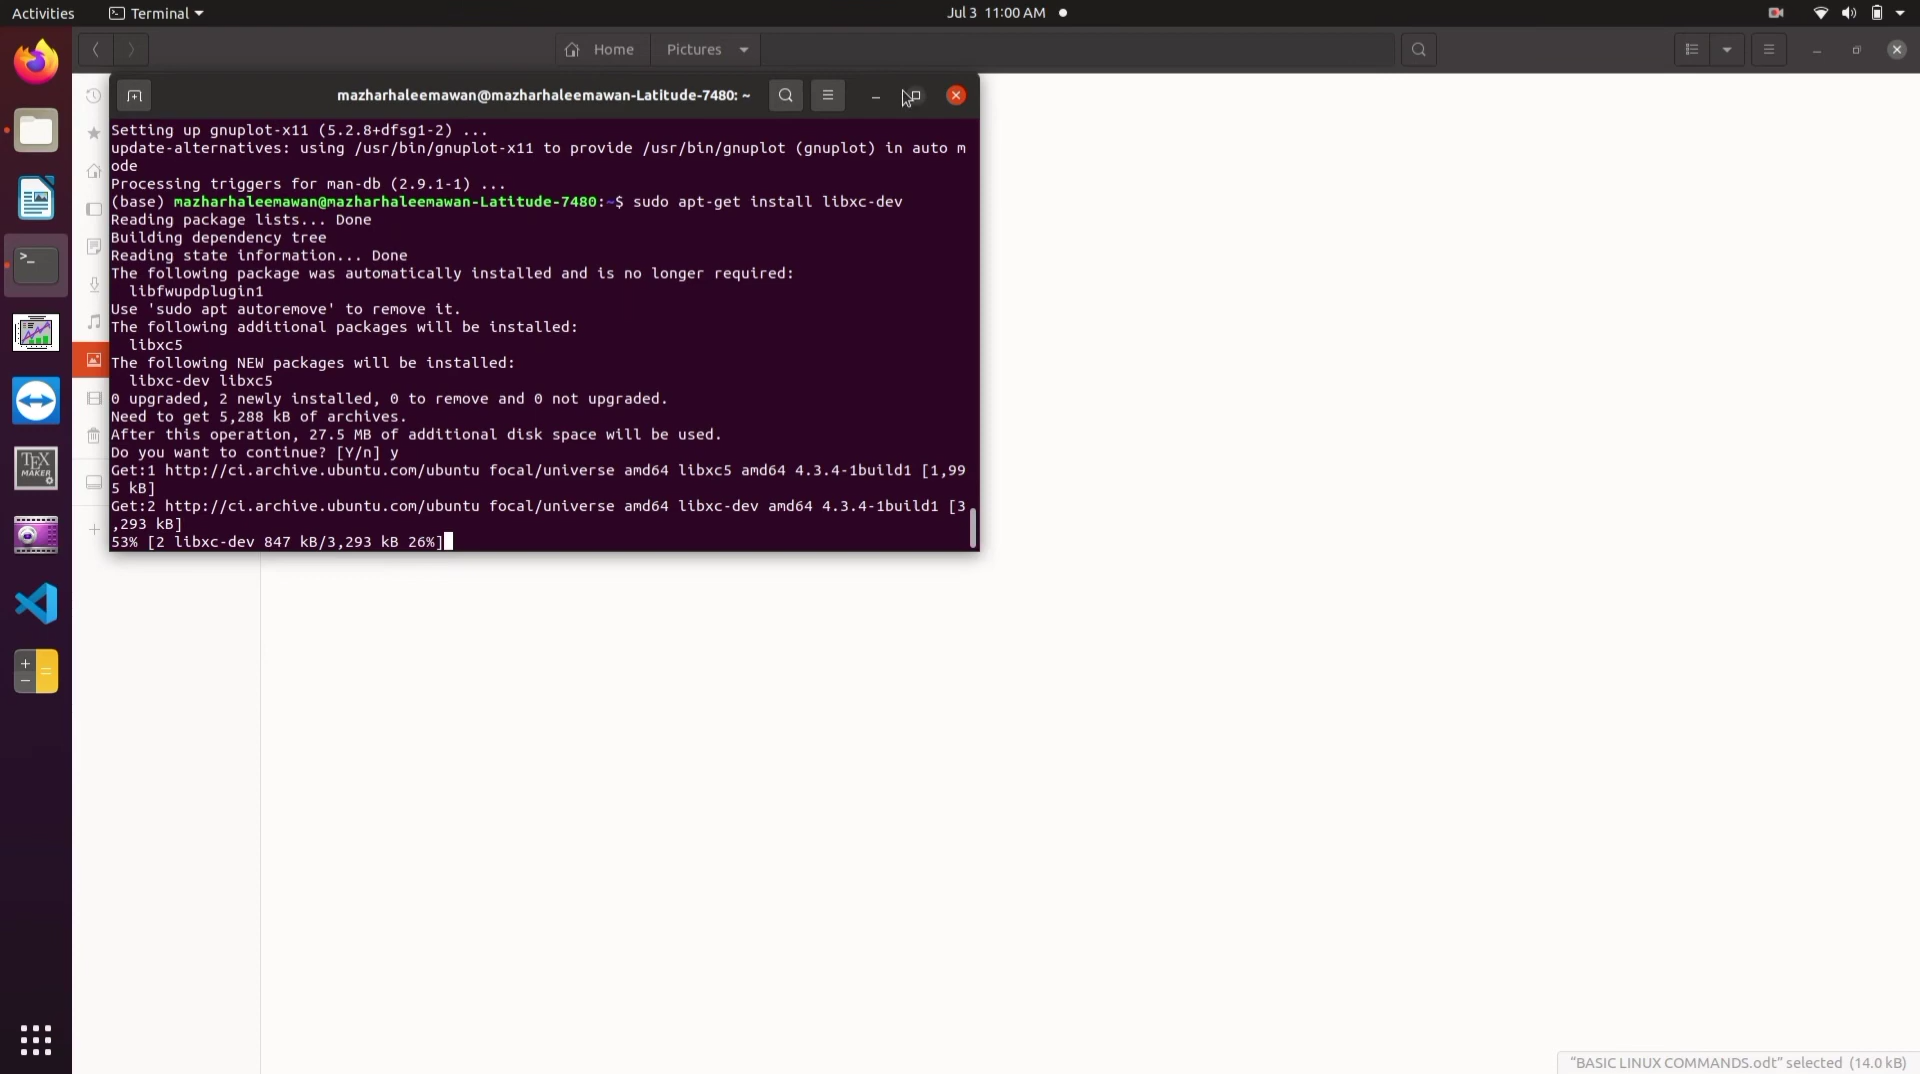 Activities
Terminal
Jul 3 11:00 AM
Home
Pictures
mazharhaleemawan@mazharhaleemawan-Latitude-7480: ~
Setting up gnuplot-x11 (5.2.8+dfsg1-2) ...
update-alternatives: using /usr/bin/gnuplot-x11 to provide /usr/bin/gnuplot (gnuplot) in auto m
ode
Processing triggers for man-db (2.9.1-1) ...
(base) mazharhaleemawan@mazharhaleemawan-Latitude-7480:~$ sudo apt-get install libxc-dev
Reading package lists... Done
Building dependency tree
Reading state information... Done
The following package was automatically installed and is no longer required:
libfwupdplugin1
Use 'sudo apt autoremove' to remove it.
The following additional packages will be installed:
libxc5
The following NEW packages will be installed:
libxc-dev libxc5
0 upgraded, 2 newly installed, 0 to remove and 0 not upgraded.
Need to get 5,288 kB of archives.
After this operation, 27.5 MB of additional disk space will be used.
Do you want to continue? [Y/n] y
Get:1 http://ci.archive.ubuntu.com/ubuntu focal/universe amd64 libxc5 amd64 4.3.4-1build1 [1,99
5 kB]
Get:2 http://ci.archive.ubuntu.com/ubuntu focal/universe amd64 libxc-dev amd64 4.3.4-1build1 [3
,293 kB]
53% [2 libxc-dev 847 kB/3,293 kB 26%]
TEX
MAKER
“BASIC LINUX COMMANDS.odt” selected (14.0 kB)